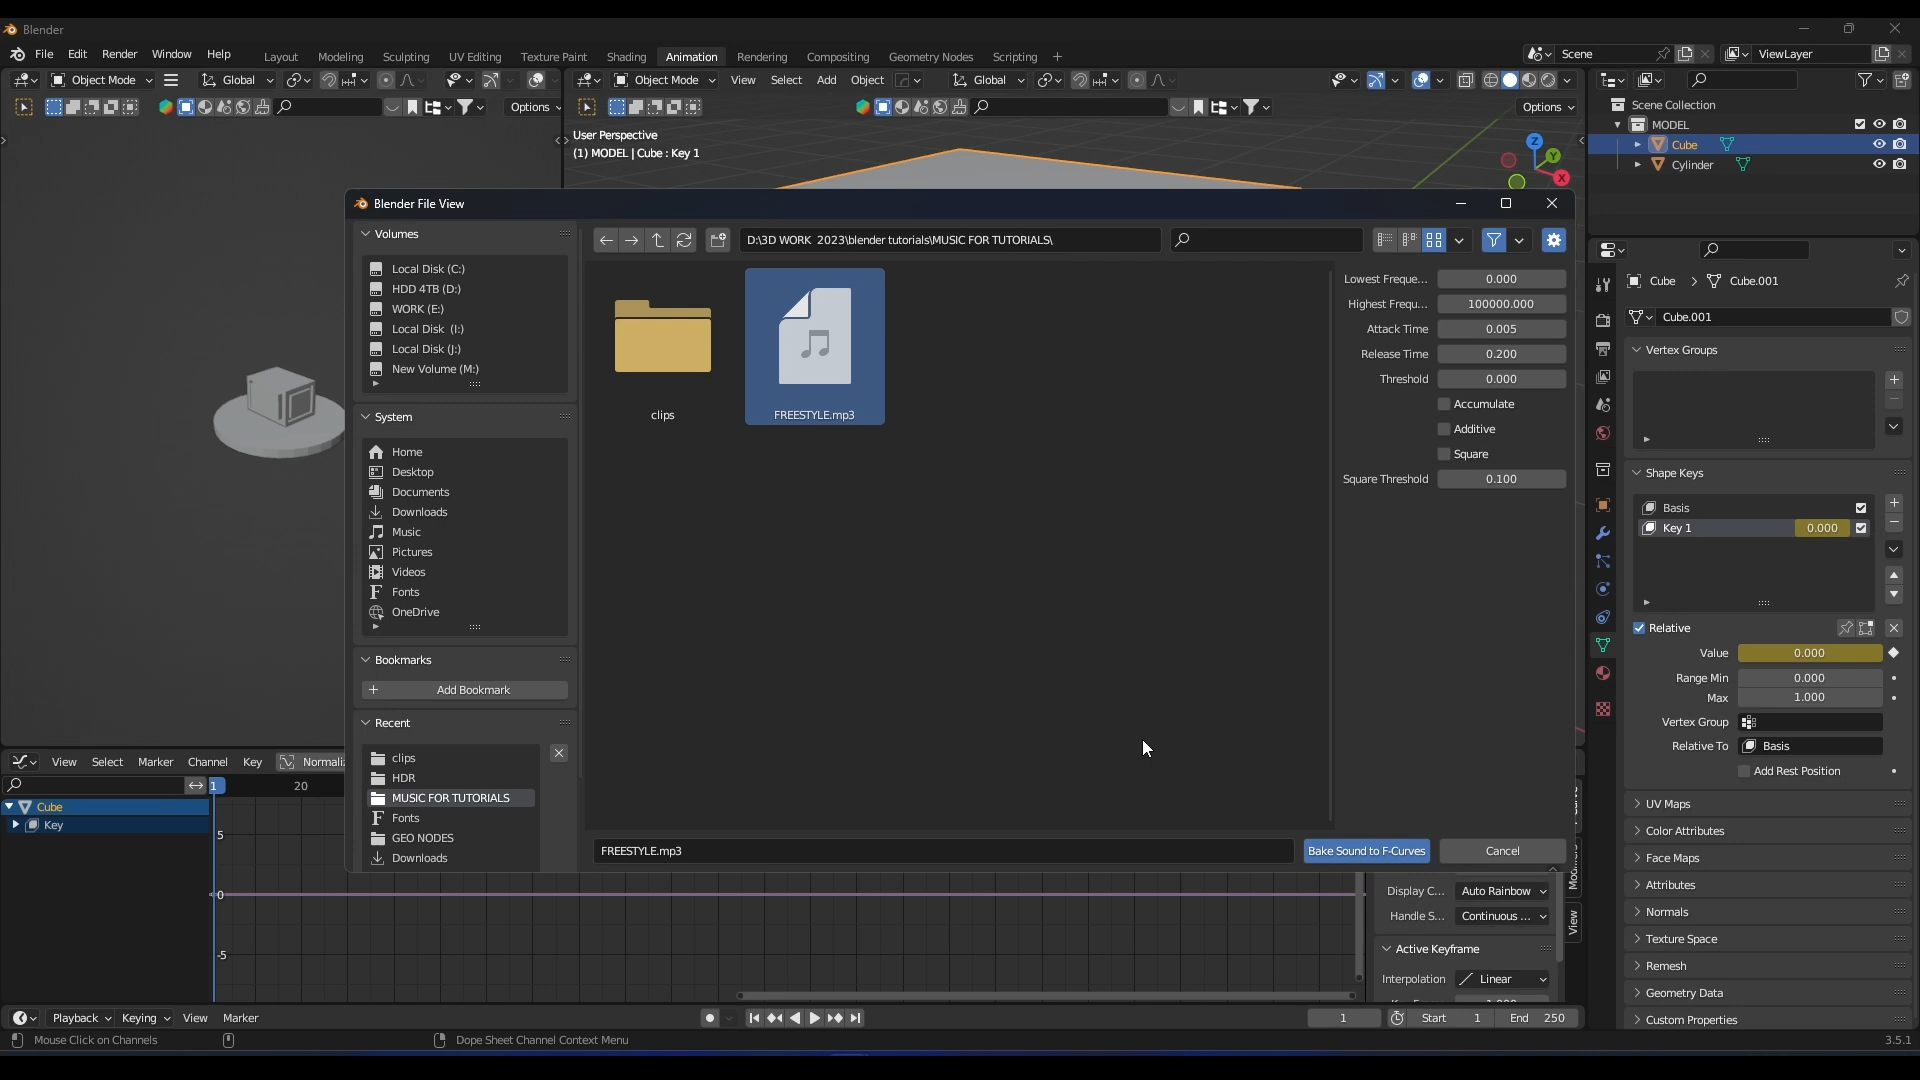 Blender
File Edit Render Window Help Layout Modeling Sculpting UV Editing Texture Paint Shading Animation Rendering Compositing Geometry Nodes Scripting + Scene ViewLayer
Object Mode Global Object Mode View Select Add Object Global
Options Options
User Perspective
(1) MODEL | Cube : Key 1
Z
Y
X
Scene Collection
MODEL
Cube
Cylinder
Blender File View
Volumes
Local Disk (C:)
HDD 4TB (D:)
WORK (E:)
Local Disk (I:)
Local Disk (J:)
New Volume (M:)
System
Home
Desktop
Documents
Downloads
Music
Pictures
Videos
Fonts
OneDrive
Bookmarks
Add Bookmark
Recent
clips
HDR
MUSIC FOR TUTORIALS
Fonts
GEO NODES
Downloads
D:\3D WORK 2023\blender tutorials\MUSIC FOR TUTORIALS\
clips
FREESTYLE.mp3
Lowest Freque... 0.000
Highest Frequ... 100000.000
Attack Time 0.005
Release Time 0.200
Threshold 0.000
Accumulate
Additive
Square
Square Threshold 0.100
FREESTYLE.mp3 Bake Sound to F-Curves Cancel
Cube > Cube.001
Cube.001
Vertex Groups
Shape Keys
Basis
Key 1 0.000
Relative
Value 0.000
Range Min 0.000
Max 1.000
Vertex Group
Relative To Basis
Add Rest Position
UV Maps
Color Attributes
Face Maps
Attributes
Normals
Texture Space
Remesh
Geometry Data
Custom Properties
View Select Marker Channel Key
1 20
Cube
Key
5
0
-5
Display C... Auto Rainbow
Handle S... Continuous ...
Active Keyframe
Interpolation Linear
View
Playback Keying View Marker 1 Start 1 End 250
Mouse Click on Channels Dope Sheet Channel Context Menu 3.5.1